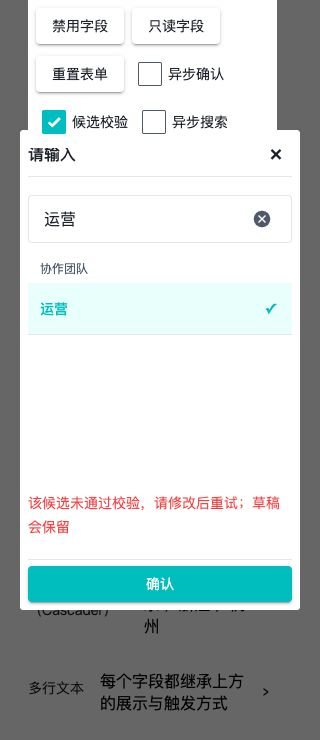 禁用字段
只读字段
重置表单
异步确认
候选校验
异步搜索
请输入
运营
协作团队
运营
该候选未通过校验，请修改后重试；草稿
会保留
确认
(Cascader)
州
多行文本
每个字段都继承上方
的展示与触发方式